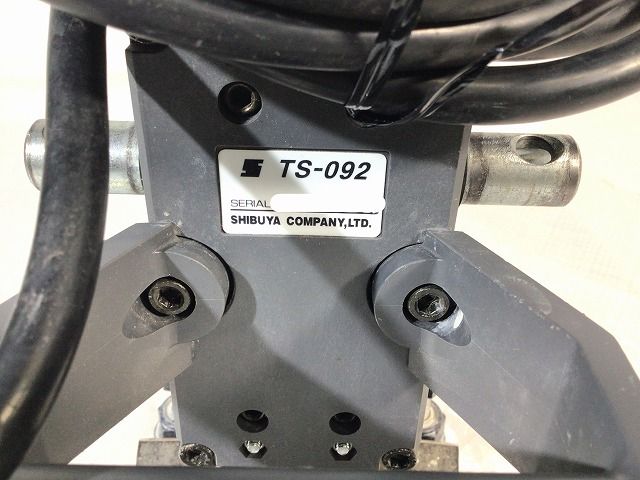 TS-092
SERIAL
SHIBUYA COMPANY,LTD.